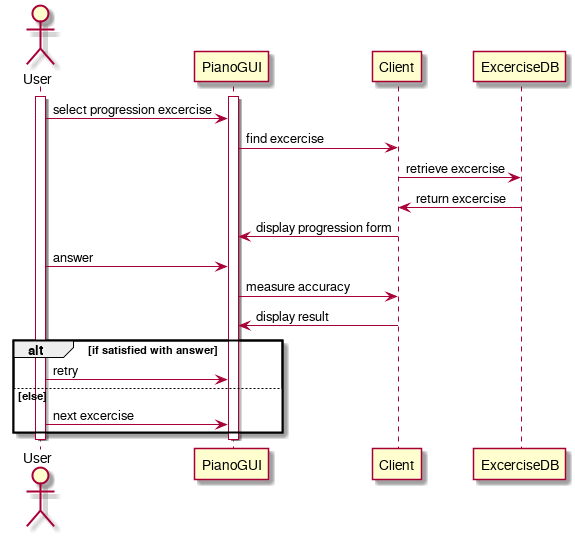 User
PianoGUI
Client
ExcerciseDB
select progression excercise
find excercise
retrieve excercise
return excercise
display progression form
answer
measure accuracy
display result
alt [if satisfied with answer]
retry
[else]
next excercise
User
PianoGUI
Client
ExcerciseDB